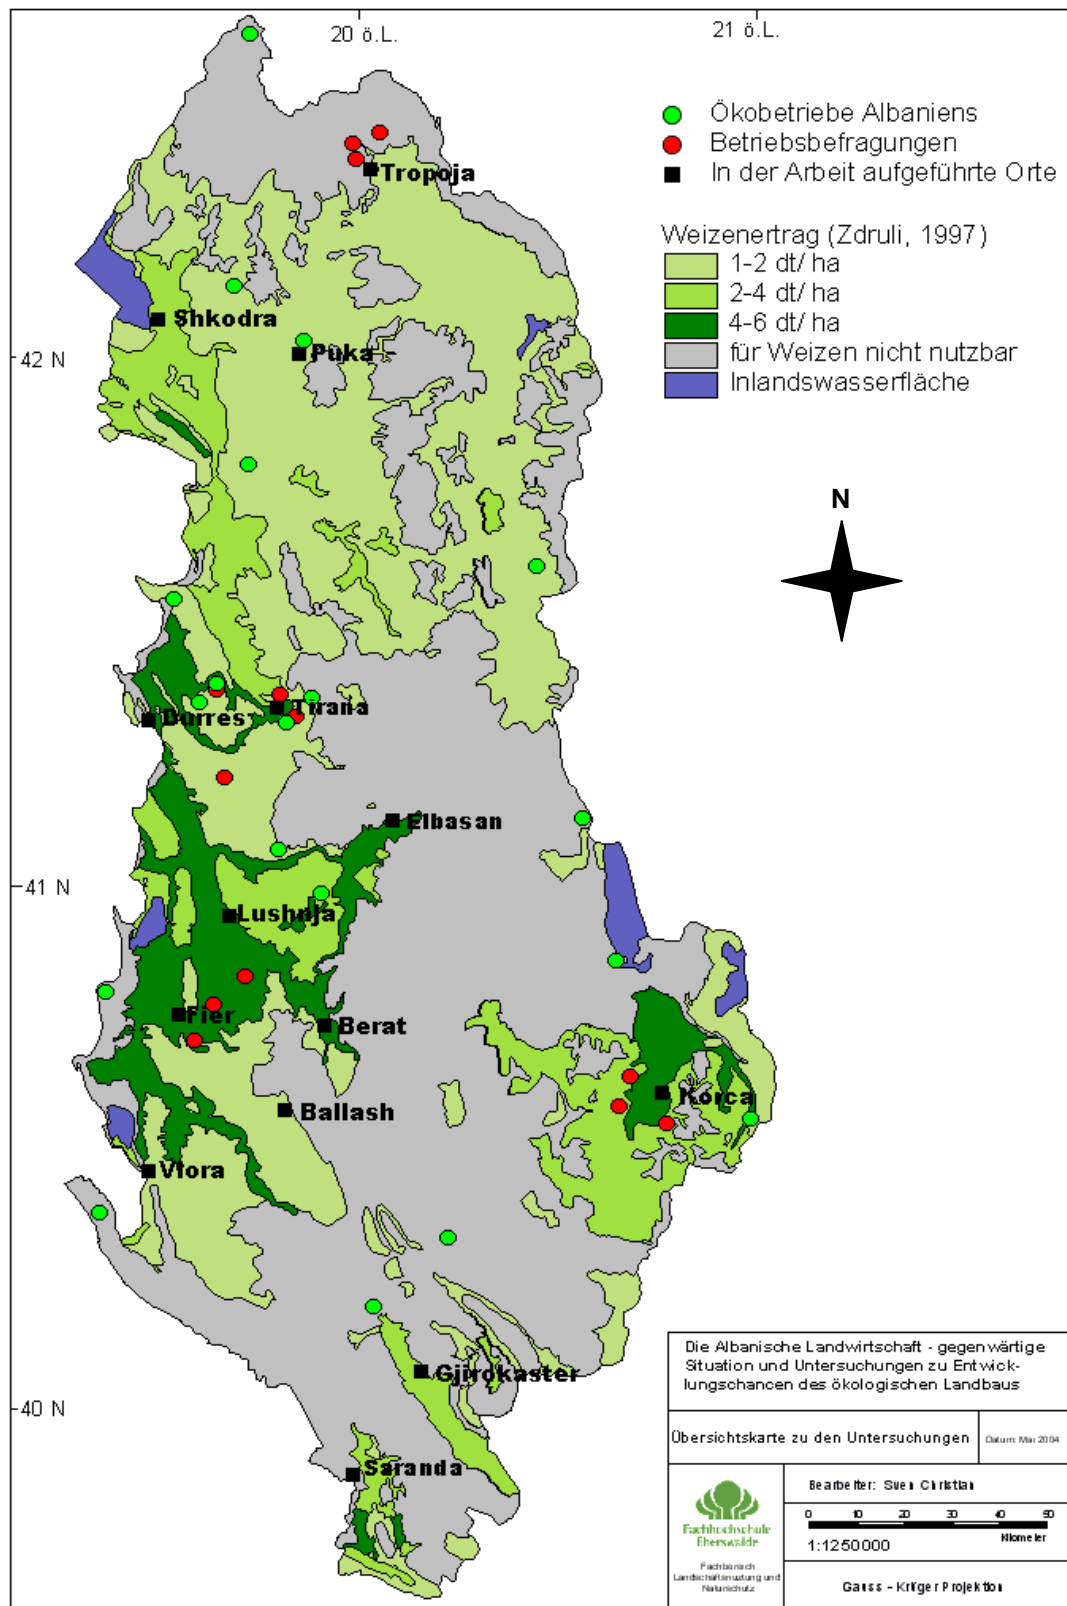 20 ö.L.
21 ö.L.
Ökobetriebe Albaniens
Betriebsbefragungen
In der Arbeit aufgeführte Orte
Tropoja
Weizenertrag (Zdruli, 1997)
1-2 dt/ ha
2-4 dt/ ha
4-6 dt/ ha
für Weizen nicht nutzbar
Inlandswasserfläche
Shkodra
Puka
42 N
N
Tirana
Durres
Elbasan
41 N
Lushnja
Fier
Berat
Korca
Ballash
Vlora
Gjirokaster
40 N
Saranda
Die Albanische Landwirtschaft - gegenwärtige
Situation und Untersuchungen zu Entwick-
lungschancen des ökologischen Landbaus
Übersichtskarte zu den Untersuchungen
Datum: Mai 2004
Bearbeiter: Sven Christian
0 10 20 30 40 50
Kilometer
1:1250000
Fachhochschule
Eberswalde
Fachbereich
Landschaftsnutzung und
Naturschutz
Gauss - Krüger Projektion